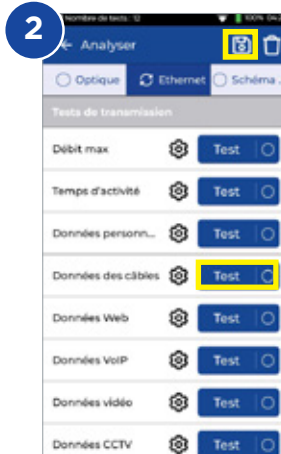 2
Nombre de tests: 12 100%
Analyser
Optique Ethernet Schéma
Tests de transmission
Débit max Test
Temps d'activité Test
Données personn... Test
Données des câbles Test
Données Web Test
Données VoIP Test
Données vidéo Test
Données CCTV Test